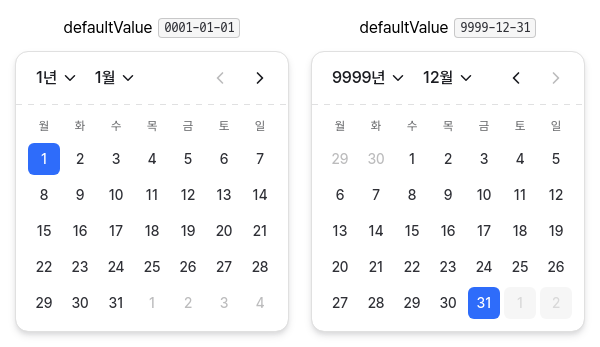 defaultValue 0001-01-01
1년 1월
월 화 수 목 금 토 일
1 2 3 4 5 6 7
8 9 10 11 12 13 14
15 16 17 18 19 20 21
22 23 24 25 26 27 28
29 30 31 1 2 3 4
defaultValue 9999-12-31
9999년 12월
월 화 수 목 금 토 일
29 30 1 2 3 4 5
6 7 8 9 10 11 12
13 14 15 16 17 18 19
20 21 22 23 24 25 26
27 28 29 30 31 1 2